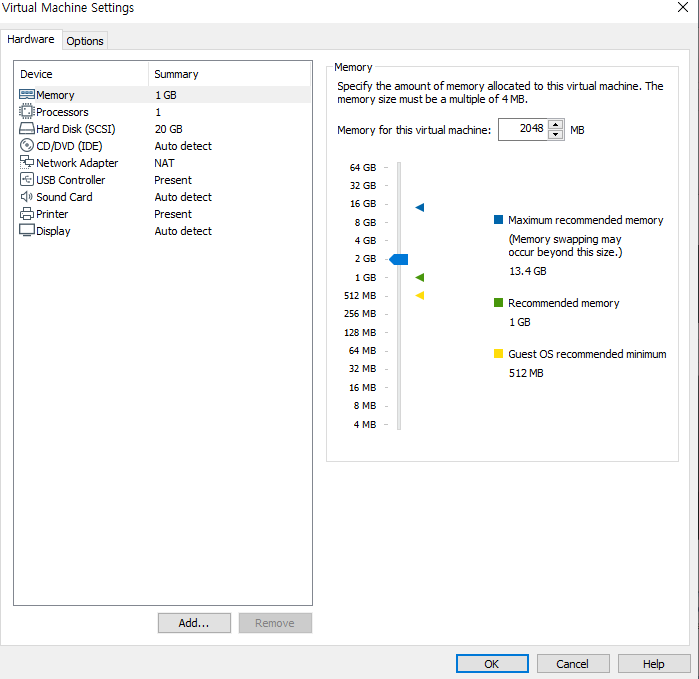 Virtual Machine Settings
Hardware
Options
Device Summary
Memory 1 GB
Processors 1
Hard Disk (SCSI) 20 GB
CD/DVD (IDE) Auto detect
Network Adapter NAT
USB Controller Present
Sound Card Auto detect
Printer Present
Display Auto detect
Add...
Remove
Memory
Specify the amount of memory allocated to this virtual machine. The
memory size must be a multiple of 4 MB.
Memory for this virtual machine: 2048 MB
64 GB
32 GB
16 GB
8 GB
4 GB
2 GB
1 GB
512 MB
256 MB
128 MB
64 MB
32 MB
16 MB
8 MB
4 MB
Maximum recommended memory
(Memory swapping may
occur beyond this size.)
13.4 GB
Recommended memory
1 GB
Guest OS recommended minimum
512 MB
OK
Cancel
Help